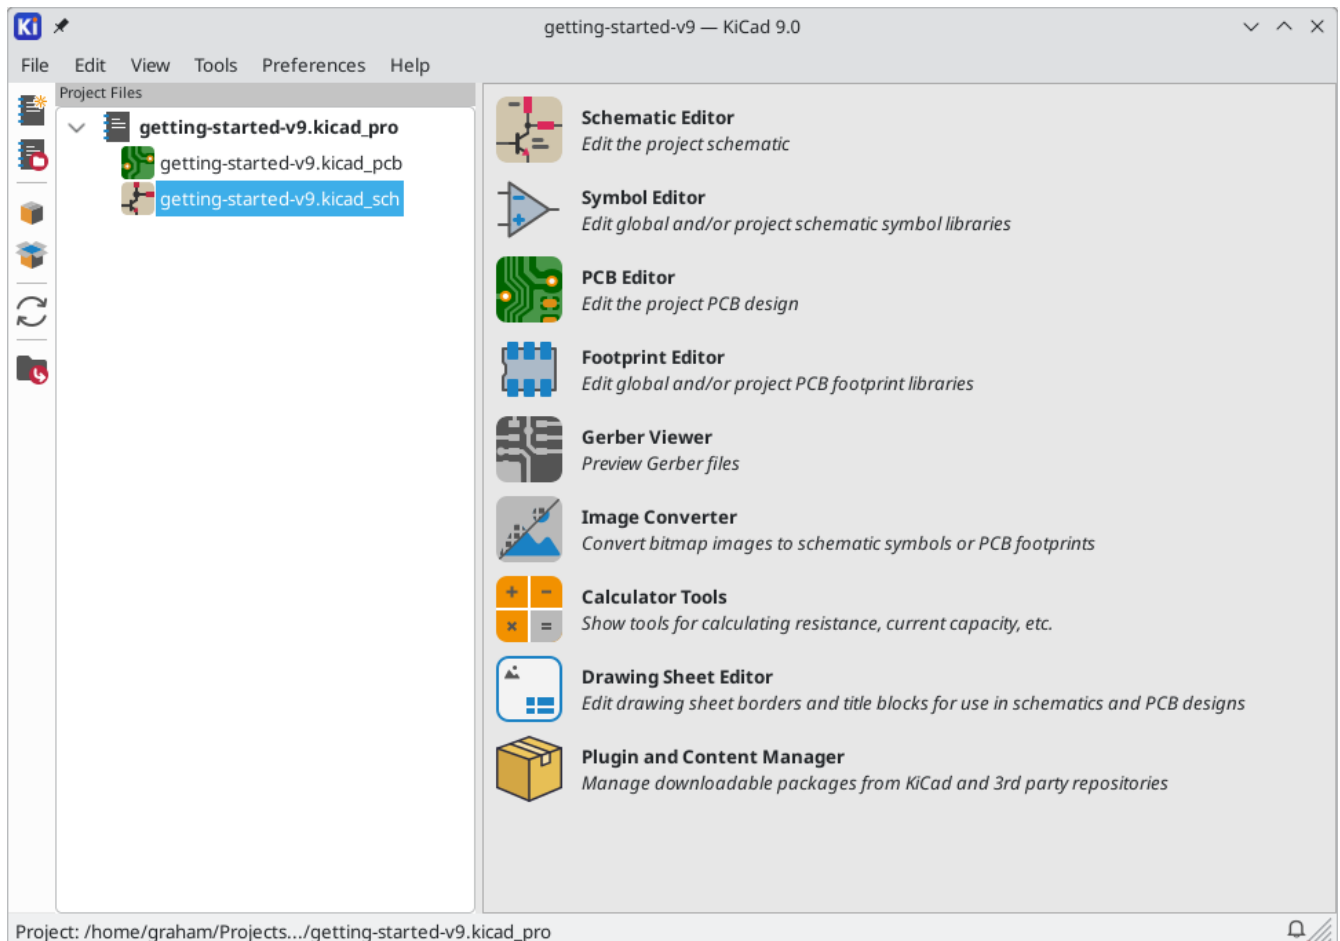 Ki
getting-started-v9 — KiCad 9.0
File Edit View Tools Preferences Help
Project Files
getting-started-v9.kicad_pro
getting-started-v9.kicad_pcb
getting-started-v9.kicad_sch
Schematic Editor
Edit the project schematic
Symbol Editor
Edit global and/or project schematic symbol libraries
PCB Editor
Edit the project PCB design
Footprint Editor
Edit global and/or project PCB footprint libraries
Gerber Viewer
Preview Gerber files
Image Converter
Convert bitmap images to schematic symbols or PCB footprints
Calculator Tools
Show tools for calculating resistance, current capacity, etc.
Drawing Sheet Editor
Edit drawing sheet borders and title blocks for use in schematics and PCB designs
Plugin and Content Manager
Manage downloadable packages from KiCad and 3rd party repositories
Project: /home/graham/Projects.../getting-started-v9.kicad_pro